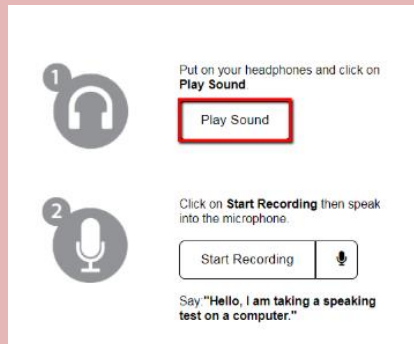 1
Put on your headphones and click on
Play Sound
Play Sound
2
Click on Start Recording then speak
into the microphone.
Start Recording
Say:"Hello, I am taking a speaking
test on a computer."